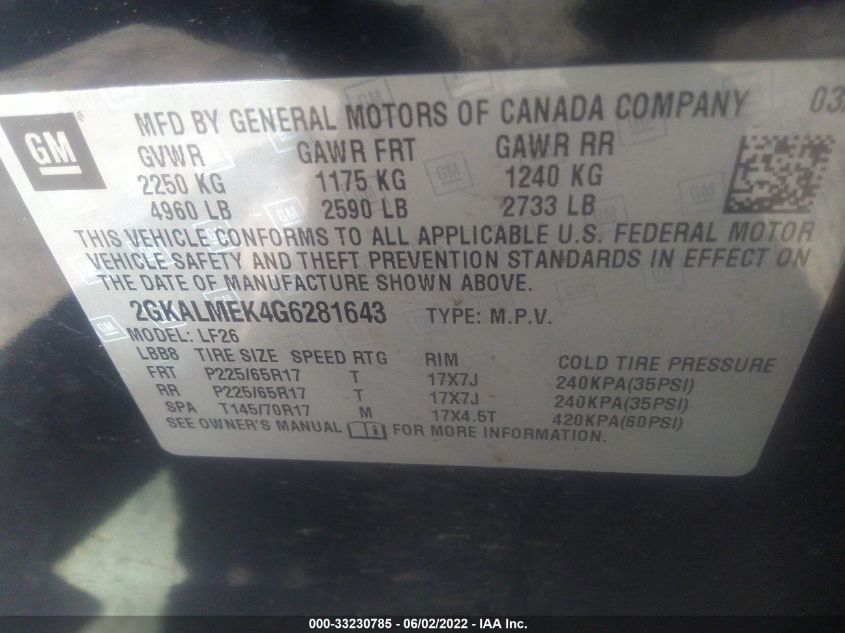 MFD BY GENERAL MOTORS OF CANADA COMPANY 03/
GM
GVWR GAWR FRT GAWR RR
2250 KG 1175 KG 1240 KG
4960 LB 2590 LB 2733 LB
THIS VEHICLE CONFORMS TO ALL APPLICABLE U.S. FEDERAL MOTOR
VEHICLE SAFETY AND THEFT PREVENTION STANDARDS IN EFFECT ON
THE DATE OF MANUFACTURE SHOWN ABOVE.
2GKALMEK4G6281643 TYPE: M.P.V.
MODEL: LF26
LBB8 TIRE SIZE SPEED RTG RIM COLD TIRE PRESSURE
FRT P225/65R17 T 17X7J 240KPA(35PSI)
RR P225/65R17 T 17X7J 240KPA(35PSI)
SPA T145/70R17 M 17X4.5T 420KPA(60PSI)
SEE OWNER'S MANUAL FOR MORE INFORMATION.
000-33230785 - 06/02/2022 - IAA Inc.